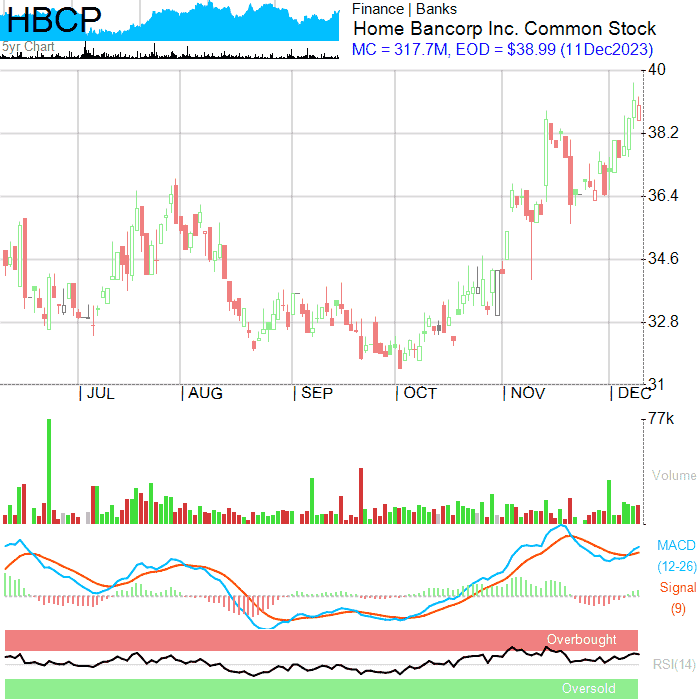 HBCP
5yr Chart
Finance | Banks
Home Bancorp Inc. Common Stock
MC = 317.7M, EOD = $38.99 (11Dec2023)
40
38.2
36.4
34.6
32.8
31
| JUL | AUG | SEP | OCT | NOV | DEC
77k
Volume
MACD
(12-26)
Signal
(9)
Overbought
RSI(14)
Oversold